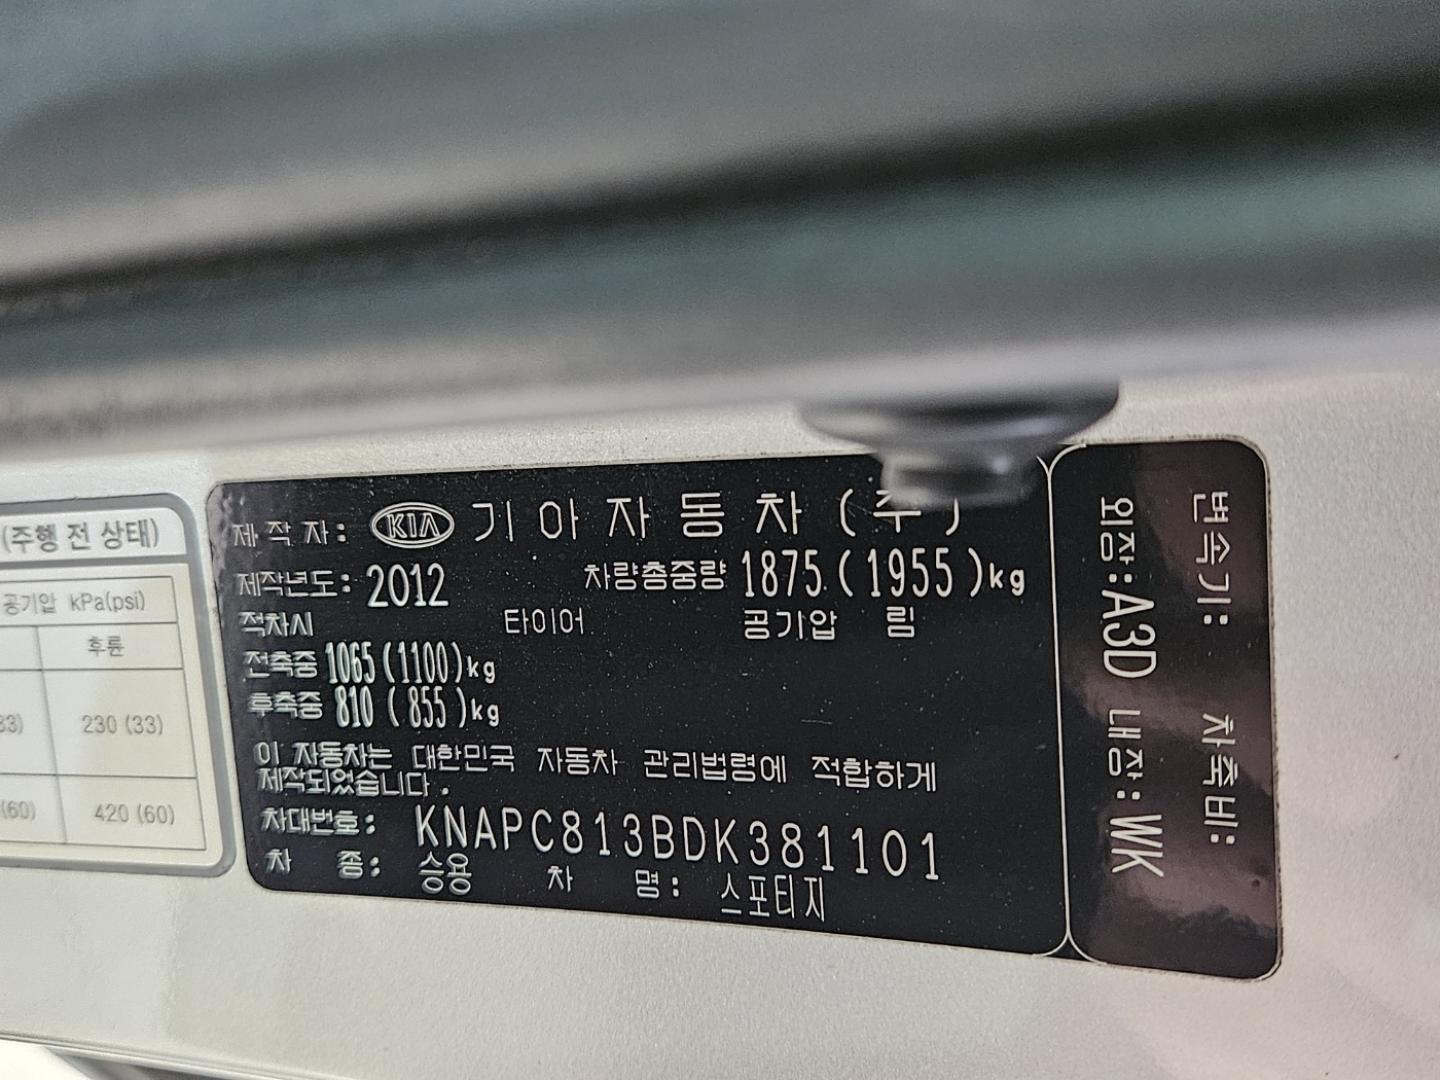 (주행 전 상태)
공기압 kPa(psi)
후륜
33) 230 (33)
(60) 420 (60)
제 작 자: KIA 기아자동차(주)
제작년도: 2012 차량총중량 1875 (1955)kg
적차시 타이어 공기압 림
전축중 1065(1100)kg
후축중 810 (855)kg
이 자동차는 대한민국 자동차 관리법령에 적합하게
제작되었습니다.
차대번호: KNAPC813BDK381101
차 종: 승용 차 명: 스포티지
변속기: 차축비:
외장:A3D 내장:WK